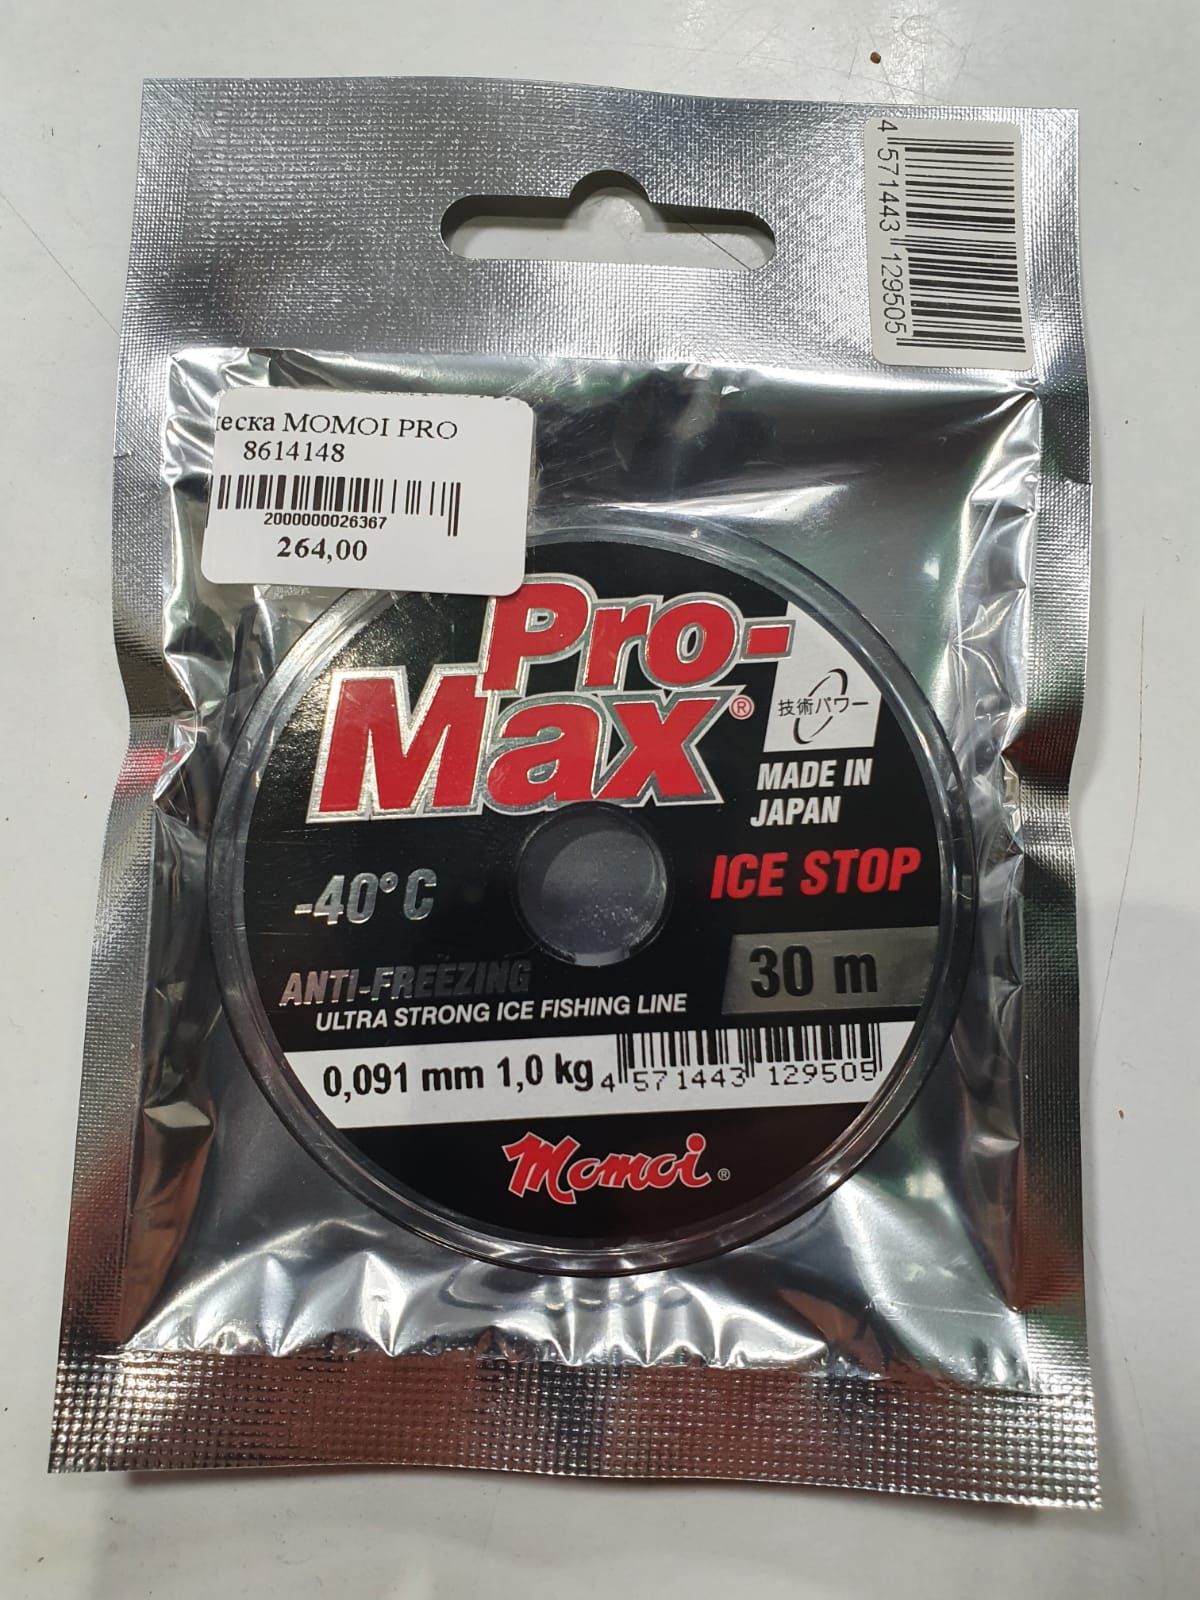 4 571443 129505
MOMOI PRO
8614148
2000000026367
264,00
Pro-
Max®
技術パワー
MADE IN
JAPAN
-40°C
ICE STOP
ANTI-FREEZING
30 m
ULTRA STRONG ICE FISHING LINE
0,091 mm 1,0 kg 4 571443 129505
Momoi®